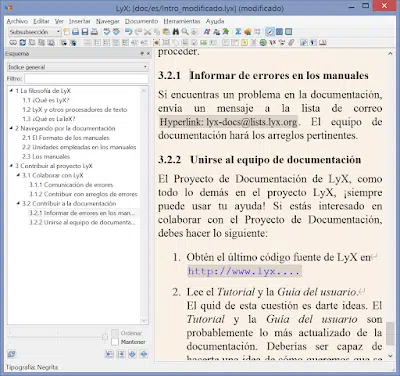 LyX: [doc/es/Intro_modificado.lyx] (modificado)
Archivo Editar Ver Insertar Navegar Documento Herramientas Ayuda
Subsubsección
Esquema
Índice general
Filtro:
1 La filosofía de LyX
1.1 ¿Qué es LyX?
1.2 LyX y otros procesadores de texto
1.3 ¿Qué es LaTeX?
2 Navegando por la documentación
2.1 El Formato de los manuales
2.2 Unidades empleadas en los manuales
2.3 Los manuales
3 Contribuir al proyecto LyX
3.1 Colaborar con LyX
3.1.1 Comunicación de errores
3.1.2 Contribuir con arreglos de errores
3.2 Contribuir a la documentación
3.2.1 Informar de errores en los man...
3.2.2 Unirse al equipo de documenta...
Ordenar
Mantener
proceder.
3.2.1 Informar de errores en los manuales
Si encuentras un problema en la documentación,
envía un mensaje a la lista de correo
Hyperlink: lyx-docs@lists.lyx.org. El equipo de
documentación hará los arreglos pertinentes.
3.2.2 Unirse al equipo de documentación
El Proyecto de Documentación de LyX, como
todo lo demás en el proyecto LyX, ¡siempre
puede usar tu ayuda! Si estás interesado en
colaborar con el Proyecto de Documentación,
debes hacer lo siguiente:
1. Obtén el último código fuente de LyX en
http://www.lyx....
2. Lee el Tutorial y la Guía del usuario.
El quid de esta cuestión es darte ideas. El
Tutorial y la Guía del usuario son
probablemente lo más actualizado de la
documentación. Deberías ser capaz de
hacerte una idea de cómo queremos que se
Tipografía: Negrita